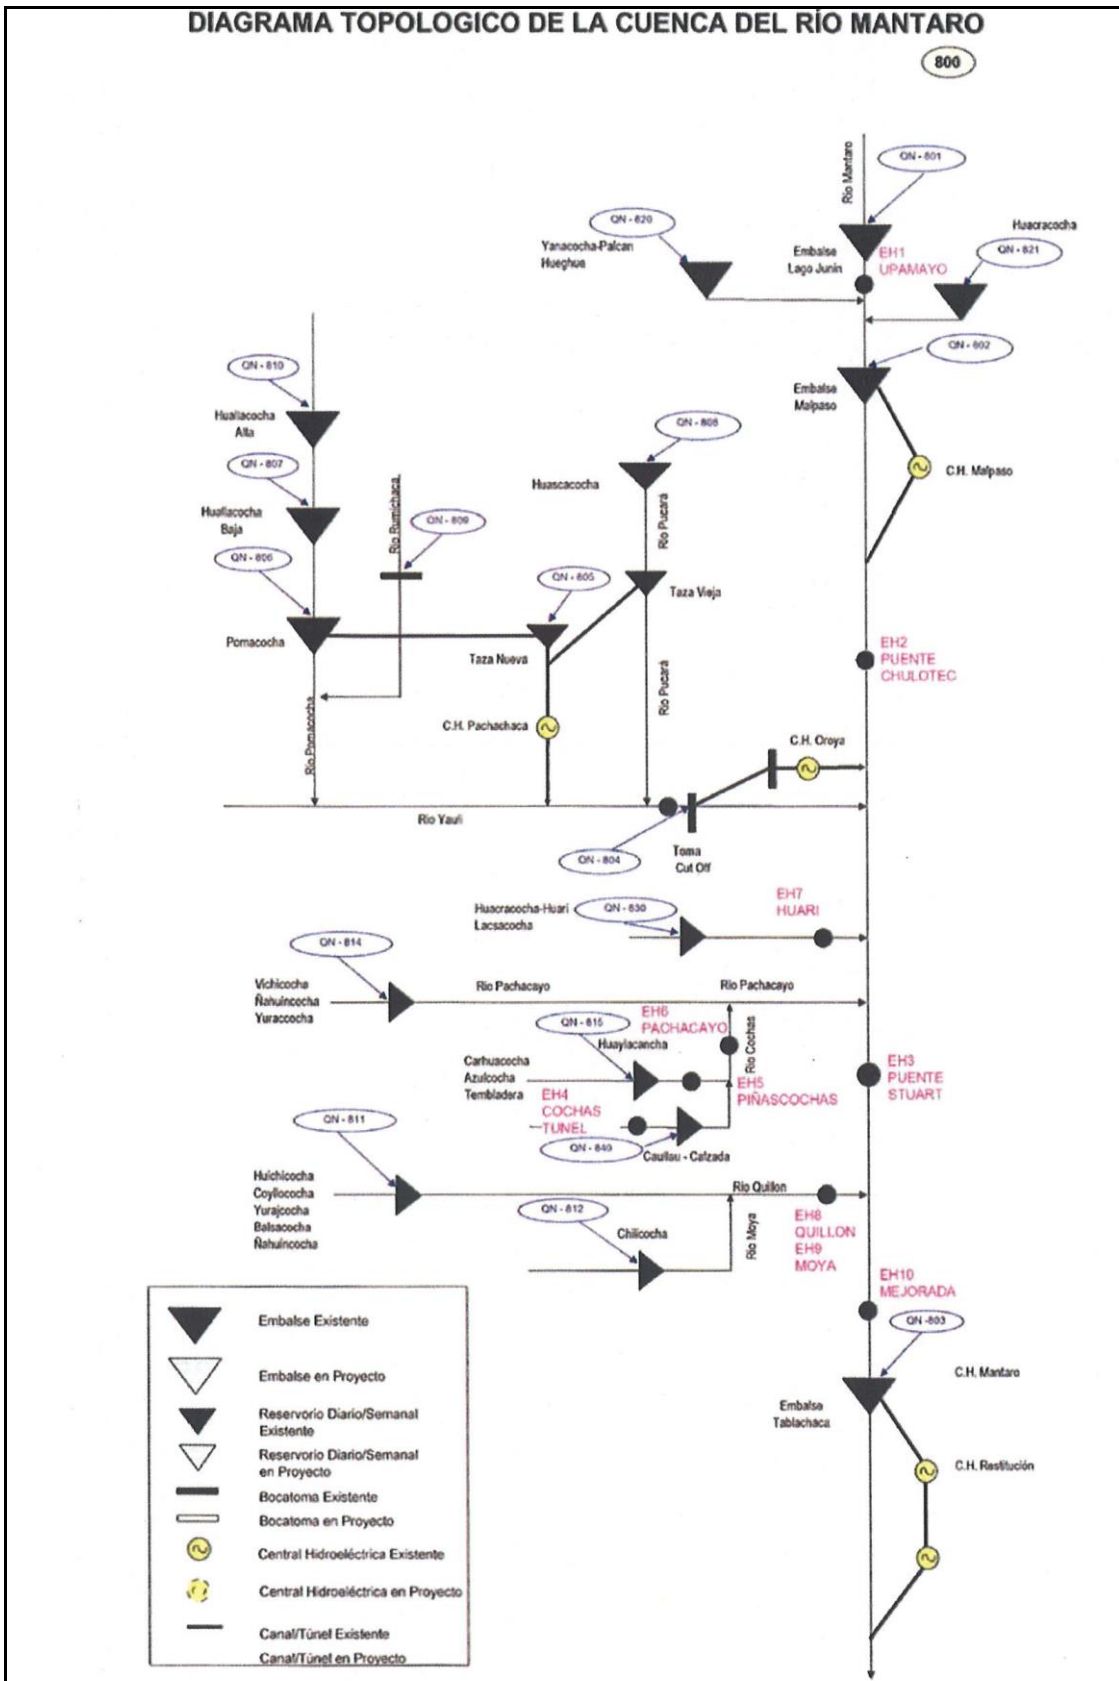 DIAGRAMA TOPOLOGICO DE LA CUENCA DEL RÍO MANTARO
800
Río Mantaro
QN - 801
QN - 820
Yanacocha-Palcan
Hueghue
Embalse
Lago Junín
EH1
UPAMAYO
Huacracocha
QN - 821
QN - 802
Embalse
Malpaso
C.H. Malpaso
QN - 810
Huallacocha
Alta
QN - 807
Huallacocha
Baja
QN - 806
Pomacocha
Río Rumichaca
QN - 809
QN - 808
Huascacocha
Río Pucará
QN - 805
Taza Vieja
Taza Nueva
Río Pucará
C.H. Pachachaca
Río Pomacocha
EH2
PUENTE
CHULOTEC
C.H. Oroya
Río Yauli
QN - 804
Toma
Cut Off
Huacracocha-Huari
Lacsacocha
QN - 830
EH7
HUARI
QN - 814
Vichicocha
Ñahuincocha
Yuraccocha
Río Pachacayo
Río Pachacayo
QN - 815
Huaylacancha
EH6
PACHACAYO
Río Cochas
Carhuacocha
Azulcocha
Tembladera
EH4
COCHAS
TUNEL
EH5
PIÑASCOCHAS
EH3
PUENTE
STUART
QN - 840
Caullau - Calzada
QN - 811
Huichicocha
Coyllococha
Yurajcocha
Balsacocha
Ñahuincocha
Río Quillon
QN - 812
Chilicocha
Río Moya
EH8
QUILLON
EH9
MOYA
EH10
MEJORADA
QN -803
Embalse
Tablachaca
C.H. Mantaro
C.H. Restitución
Embalse Existente
Embalse en Proyecto
Reservorio Diario/Semanal
Existente
Reservorio Diario/Semanal
en Proyecto
Bocatoma Existente
Bocatoma en Proyecto
Central Hidroeléctrica Existente
Central Hidroeléctrica en Proyecto
Canal/Túnel Existente
Canal/Túnel en Proyecto